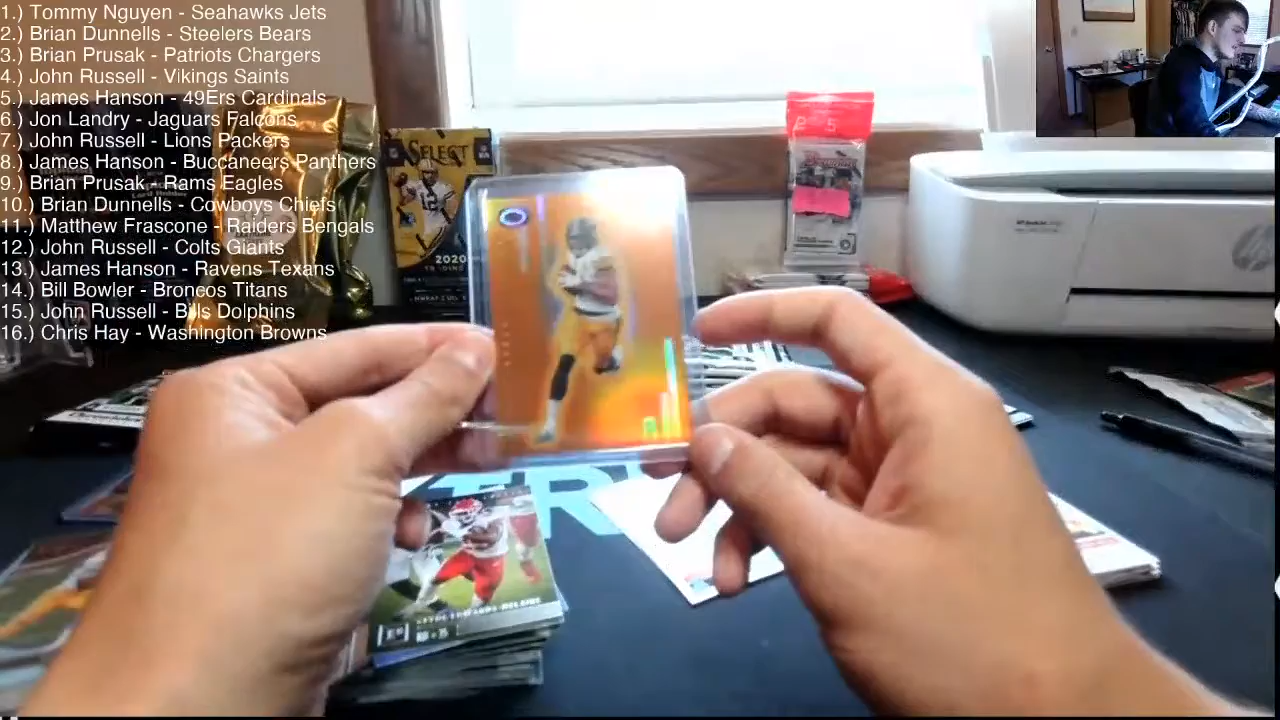 1.) Tommy Nguyen - Seahawks Jets
2.) Brian Dunnells - Steelers Bears
3.) Brian Prusak - Patriots Chargers
4.) John Russell - Vikings Saints
5.) James Hanson - 49Ers Cardinals
6.) Jon Landry - Jaguars Falcons
7.) John Russell - Lions Packers
8.) James Hanson - Buccaneers Panthers
9.) Brian Prusak - Rams Eagles
10.) Brian Dunnells - Cowboys Chiefs
11.) Matthew Frascone - Raiders Bengals
12.) John Russell - Colts Giants
13.) James Hanson - Ravens Texans
14.) Bill Bowler - Broncos Titans
15.) John Russell - Bills Dolphins
16.) Chris Hay - Washington Browns
SELECT
12
2020
hp